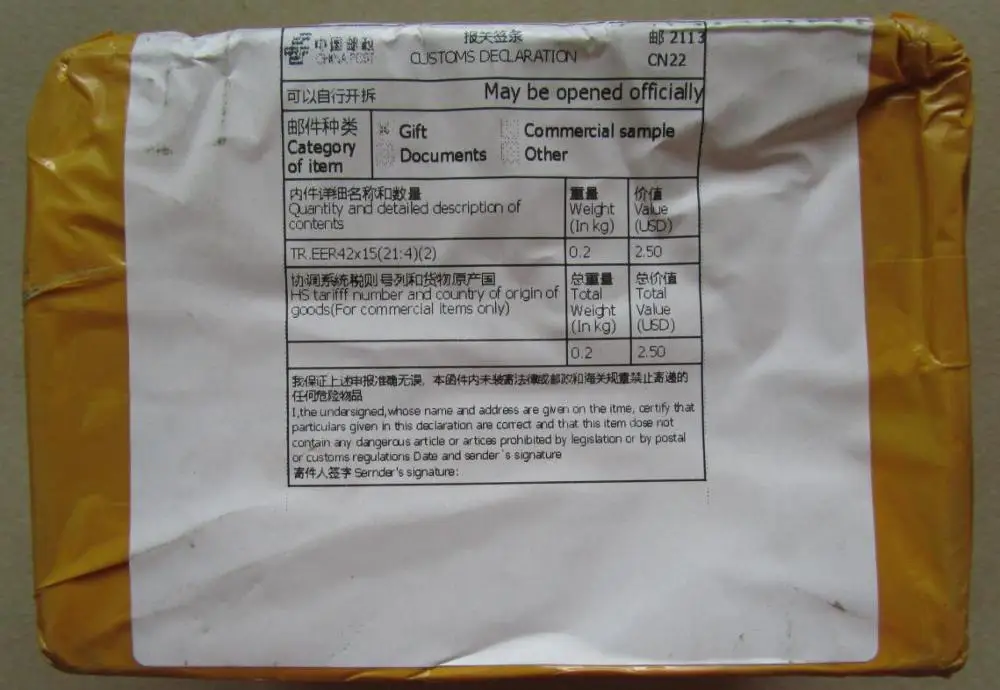 中国邮政 报关签条 邮 2113
CHINA POST CUSTOMS DECLARATION CN22
可以自行开拆 May be opened officially
邮件种类
Category
of item
Gift Commercial sample
Documents Other
内件详细名称和数量
Quantity and detailed description of
contents
重量
Weight
(In kg)
价值
Value
(USD)
TR.EER42x15(21:4)(2) 0.2 2.50
协调系统税则号列和货物原产国
HS tarifff number and country of origin of
goods(For commercial items only)
总重量
Total
Weight
(In kg)
总价值
Total
Value
(USD)
0.2 2.50
我保证上述申报准确无误，本函件内未装寄法律或邮政和海关规章禁止寄递的
任何危险物品
I,the undersigned,whose name and address are given on the itme, certify that
particulars given in this declaration are correct and that this item dose not
contain any dangerous article or artices prohibited by legislation or by postal
or customs regulations Date and sender`s signature
寄件人签字 Sernder's signature: